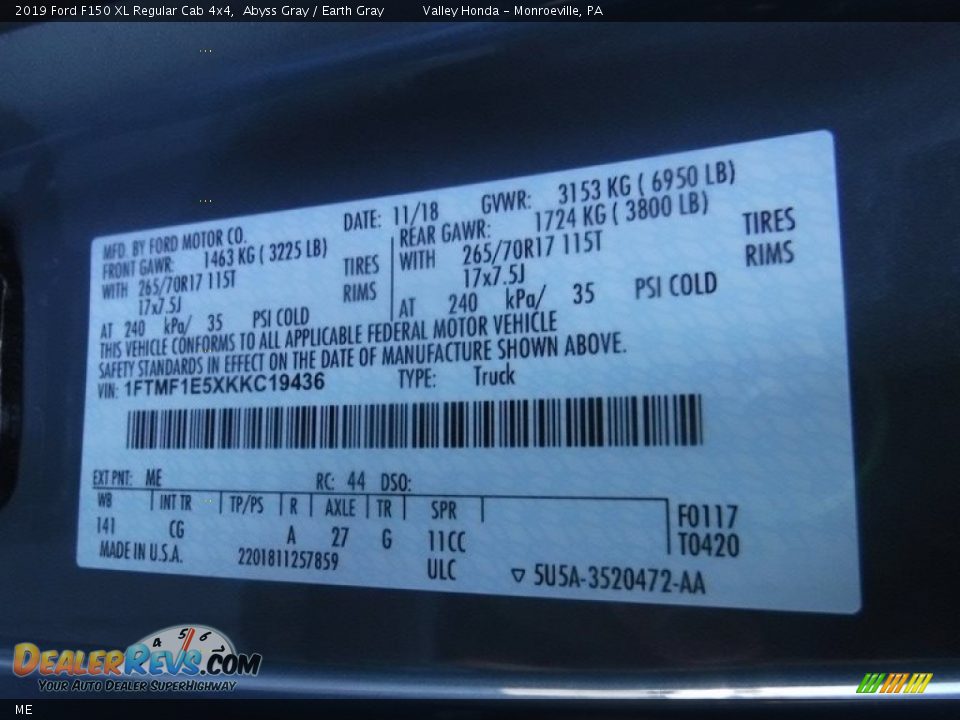 2019 Ford F150 XL Regular Cab 4x4, Abyss Gray / Earth Gray Valley Honda - Monroeville, PA
MFD. BY FORD MOTOR CO. DATE: 11/18 GVWR: 3153 KG ( 6950 LB)
FRONT GAWR: 1463 KG ( 3225 LB) REAR GAWR: 1724 KG ( 3800 LB)
WITH 265/70R17 115T TIRES WITH 265/70R17 115T TIRES
17x7.5J RIMS 17x7.5J RIMS
AT 240 kPa/ 35 PSI COLD AT 240 kPa/ 35 PSI COLD
THIS VEHICLE CONFORMS TO ALL APPLICABLE FEDERAL MOTOR VEHICLE
SAFETY STANDARDS IN EFFECT ON THE DATE OF MANUFACTURE SHOWN ABOVE.
VIN: 1FTMF1E5XKKC19436 TYPE: Truck
EXT PNT: ME RC: 44 DSO:
WB INT TR TP/PS R AXLE TR SPR F0117
141 CG A 27 G 11CC T0420
MADE IN U.S.A. 2201811257859 ULC ▽ 5U5A-3520472-AA
4 5 6
DEALERREVS.COM
YOUR AUTO DEALER SUPERHIGHWAY
ME